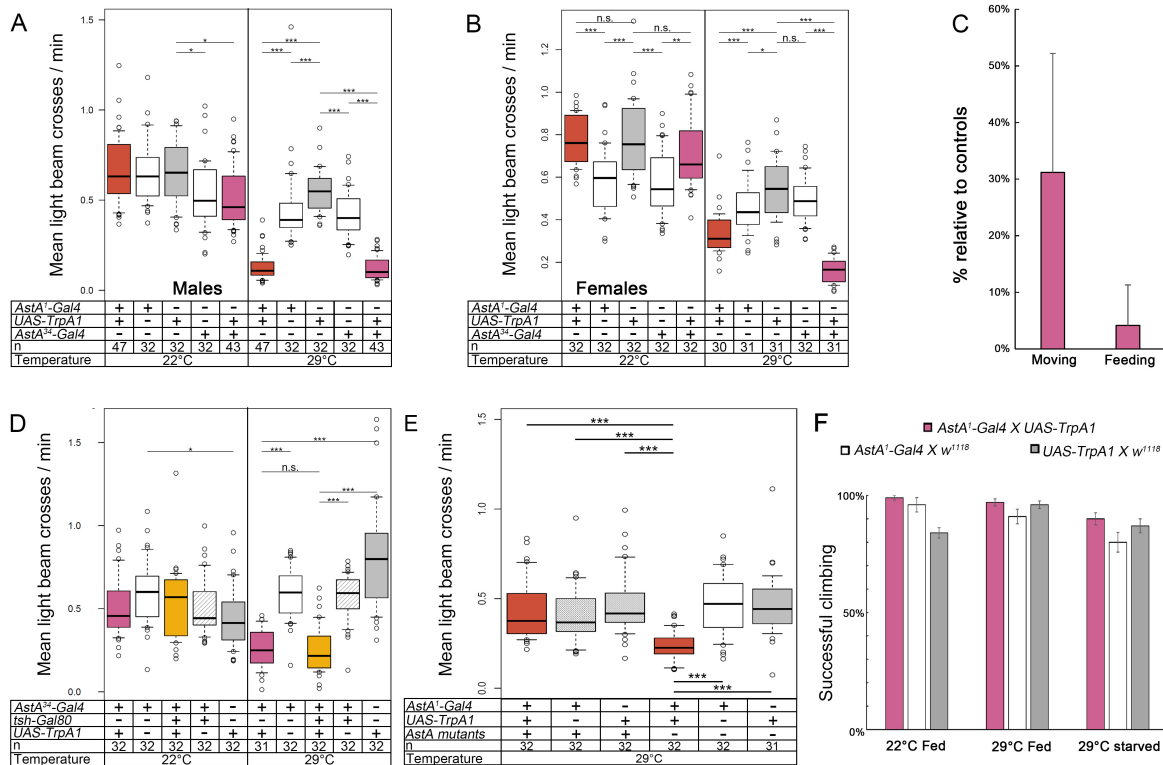 A
Mean light beam crosses / min
1.5
1.0
0.5
0.0
*
*
***
***
***
***
***
***
***
Males
AstA¹-Gal4 + + - - - + + - - -
UAS-TrpA1 + - + - + + - + - +
AstA³⁴-Gal4 - - - + + - - - + +
n 47 32 32 32 43 47 32 32 32 43
Temperature 22°C 29°C
B
Mean light beam crosses / min
1.2
1.0
0.8
0.6
0.4
0.2
n.s.
n.s.
***
***
***
**
***
***
***
*
n.s.
***
Females
AstA¹-Gal4 + + - - - + + - - -
UAS-TrpA1 + - + - + + - + - +
AstA³⁴-Gal4 - - - + + - - - + +
n 32 32 32 32 32 30 31 31 32 31
Temperature 22°C 29°C
C
% relative to controls
60%
50%
40%
30%
20%
10%
0%
Moving Feeding
D
Mean light beam crosses / min
1.5
1.0
0.5
0.0
*
***
***
n.s.
***
***
AstA³⁴-Gal4 + + + + - + + + + -
tsh-Gal80 - - + + - - - + + -
UAS-TrpA1 + - + - + + - + - +
n 32 32 32 32 32 31 32 32 32 32
Temperature 22°C 29°C
E
Mean light beam crosses / min
1.5
1.0
0.5
0.0
***
***
***
***
***
AstA¹-Gal4 + + - + + -
UAS-TrpA1 + - + + - +
AstA mutants + + + - - -
n 32 32 32 32 32 31
Temperature 29°C
F
AstA¹-Gal4 X UAS-TrpA1
AstA¹-Gal4 X w¹¹¹⁸
UAS-TrpA1 X w¹¹¹⁸
Successful climbing
100%
50%
0%
22°C Fed 29°C Fed 29°C starved